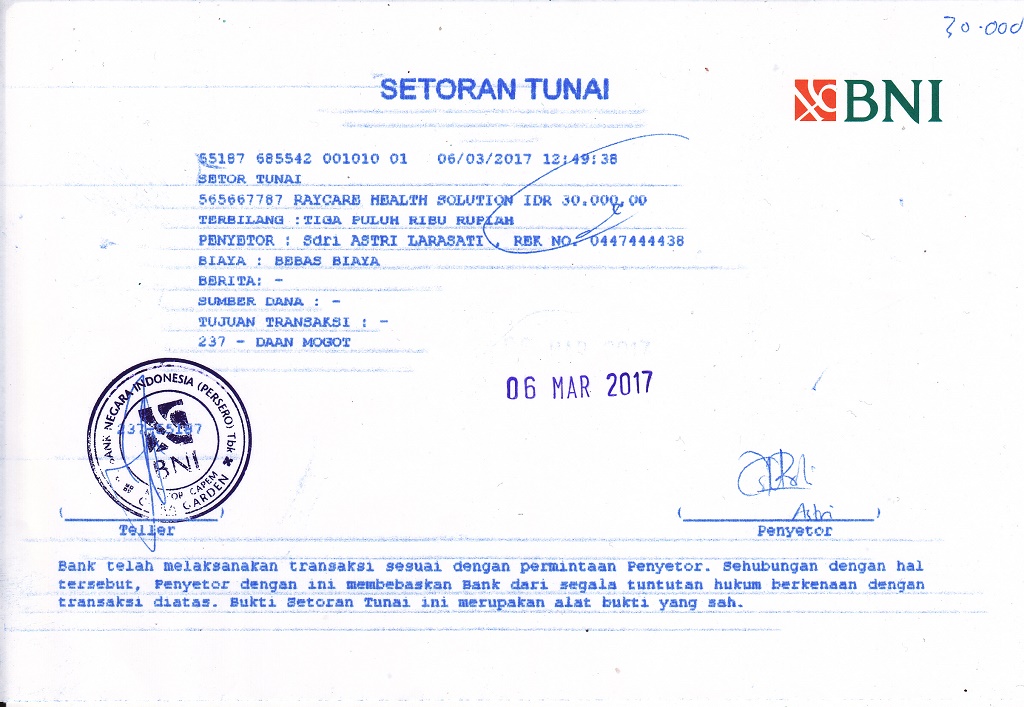 30.000
SETORAN TUNAI
BNI
55187 685542 001010 01 06/03/2017 12:49:38
SETOR TUNAI
565667787 RAYCARE HEALTH SOLUTION IDR 30.000,00
TERBILANG :TIGA PULUH RIBU RUPIAH
PENYETOR : Sdri ASTRI LARASATI , REK NO. 0447444438
BIAYA : BEBAS BIAYA
BERITA: -
SUMBER DANA : -
TUJUAN TRANSAKSI : -
237 - DAAN MOGOT
06 MAR 2017
BANK NEGARA INDONESIA (PERSERO) Tbk
237-55187
BNI
CAPEM
GARDEN
Astri
( ) ( )
Teller Penyetor
Bank telah melaksanakan transaksi sesuai dengan permintaan Penyetor. Sehubungan dengan hal
tersebut, Penyetor dengan ini membebaskan Bank dari segala tuntutan hukum berkenaan dengan
transaksi diatas. Bukti Setoran Tunai ini merupakan alat bukti yang sah.